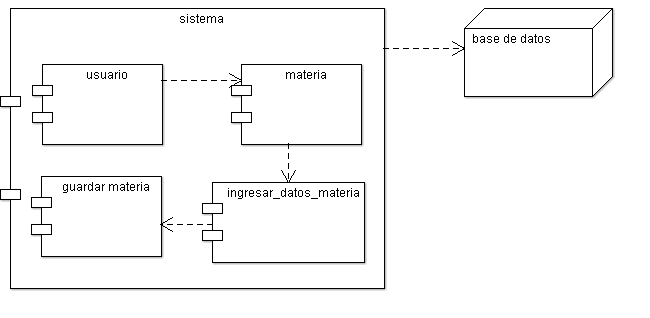 sistema
base de datos
usuario
materia
guardar materia
ingresar_datos_materia